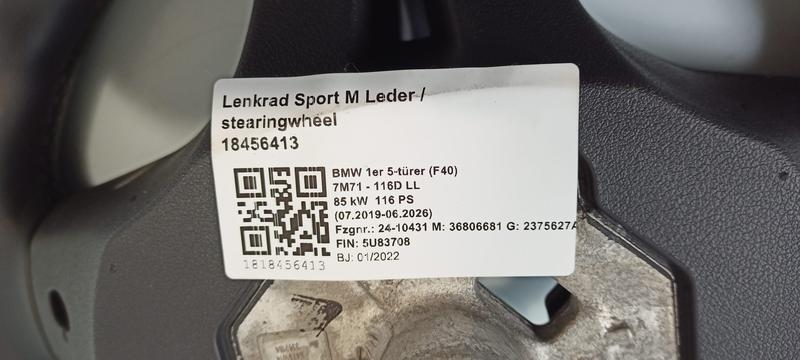 Lenkrad Sport M Leder /
stearingwheel
18456413
BMW 1er 5-türer (F40)
7M71 - 116D LL
85 kW 116 PS
(07.2019-06.2026)
Fzgnr.: 24-10431 M: 36806681 G: 2375627A
FIN: 5U83708
BJ: 01/2022
1818456413